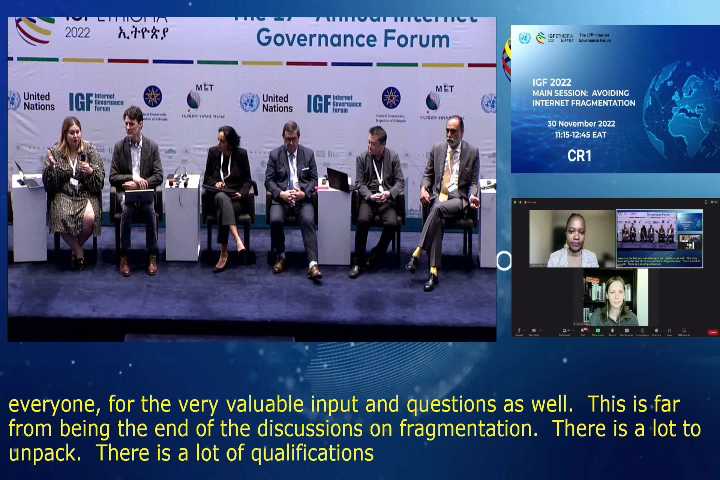 IGF ETHIOPIA
2022 ኢትዮጵያ
The 17th Annual Internet
Governance Forum
United
Nations
IGF Internet
Governance
Forum
United
Nations
IGF Internet
Governance
Forum
IGF 2022
MAIN SESSION: AVOIDING
INTERNET FRAGMENTATION
30 November 2022
11:15-12:45 EAT
CR1
everyone, for the very valuable input and questions as well. This is far
from being the end of the discussions on fragmentation. There is a lot to
unpack. There is a lot of qualifications